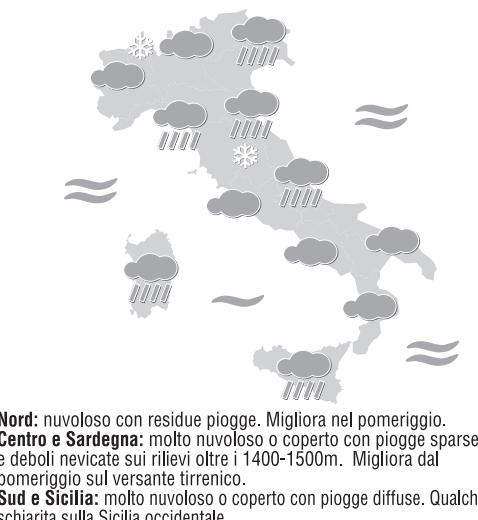 Nord: nuvoloso con residue piogge. Migliora nel pomeriggio.
Centro e Sardegna: molto nuvoloso o coperto con piogge sparse
e deboli nevicate sui rilievi oltre i 1400-1500m. Migliora dal
pomeriggio sul versante tirrenico.
Sud e Sicilia: molto nuvoloso o coperto con piogge diffuse. Qualch
schiarita sulla Sicilia occidentale